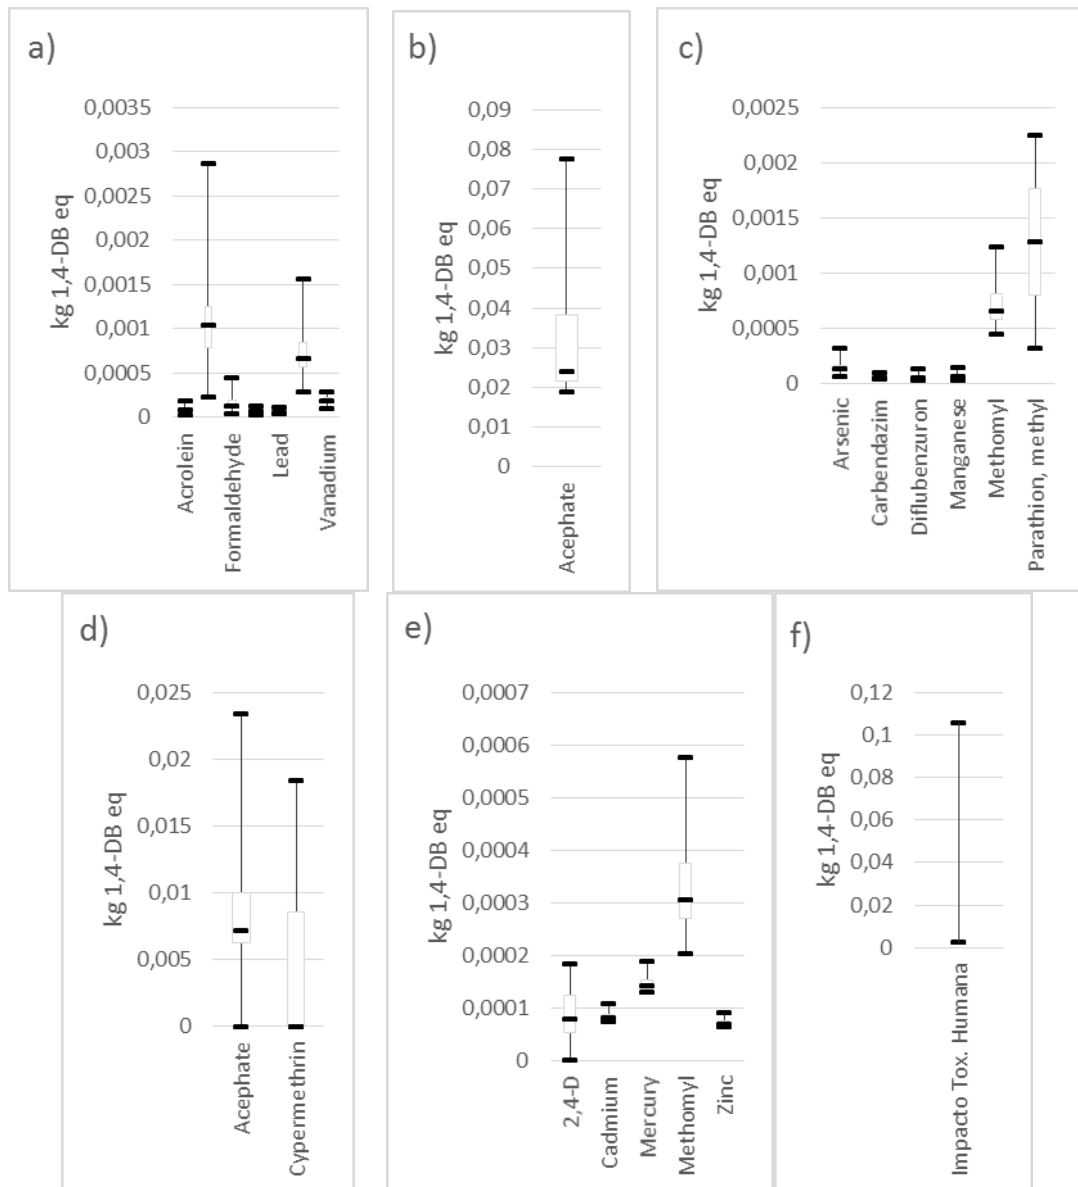 a)
kg 1,4-DB eq
0,0035
0,003
0,0025
0,002
0,0015
0,001
0,0005
0
Acrolein
Formaldehyde
Lead
Vanadium
b)
kg 1,4-DB eq
0,09
0,08
0,07
0,06
0,05
0,04
0,03
0,02
0,01
0
Acephate
c)
kg 1,4-DB eq
0,0025
0,002
0,0015
0,001
0,0005
0
Arsenic
Carbendazim
Diflubenzuron
Manganese
Methomyl
Parathion, methyl
d)
kg 1,4-DB eq
0,025
0,02
0,015
0,01
0,005
0
Acephate
Cypermethrin
e)
kg 1,4-DB eq
0,0007
0,0006
0,0005
0,0004
0,0003
0,0002
0,0001
0
2,4-D
Cadmium
Mercury
Methomyl
Zinc
f)
kg 1,4-DB eq
0,12
0,1
0,08
0,06
0,04
0,02
0
Impacto Tox. Humana